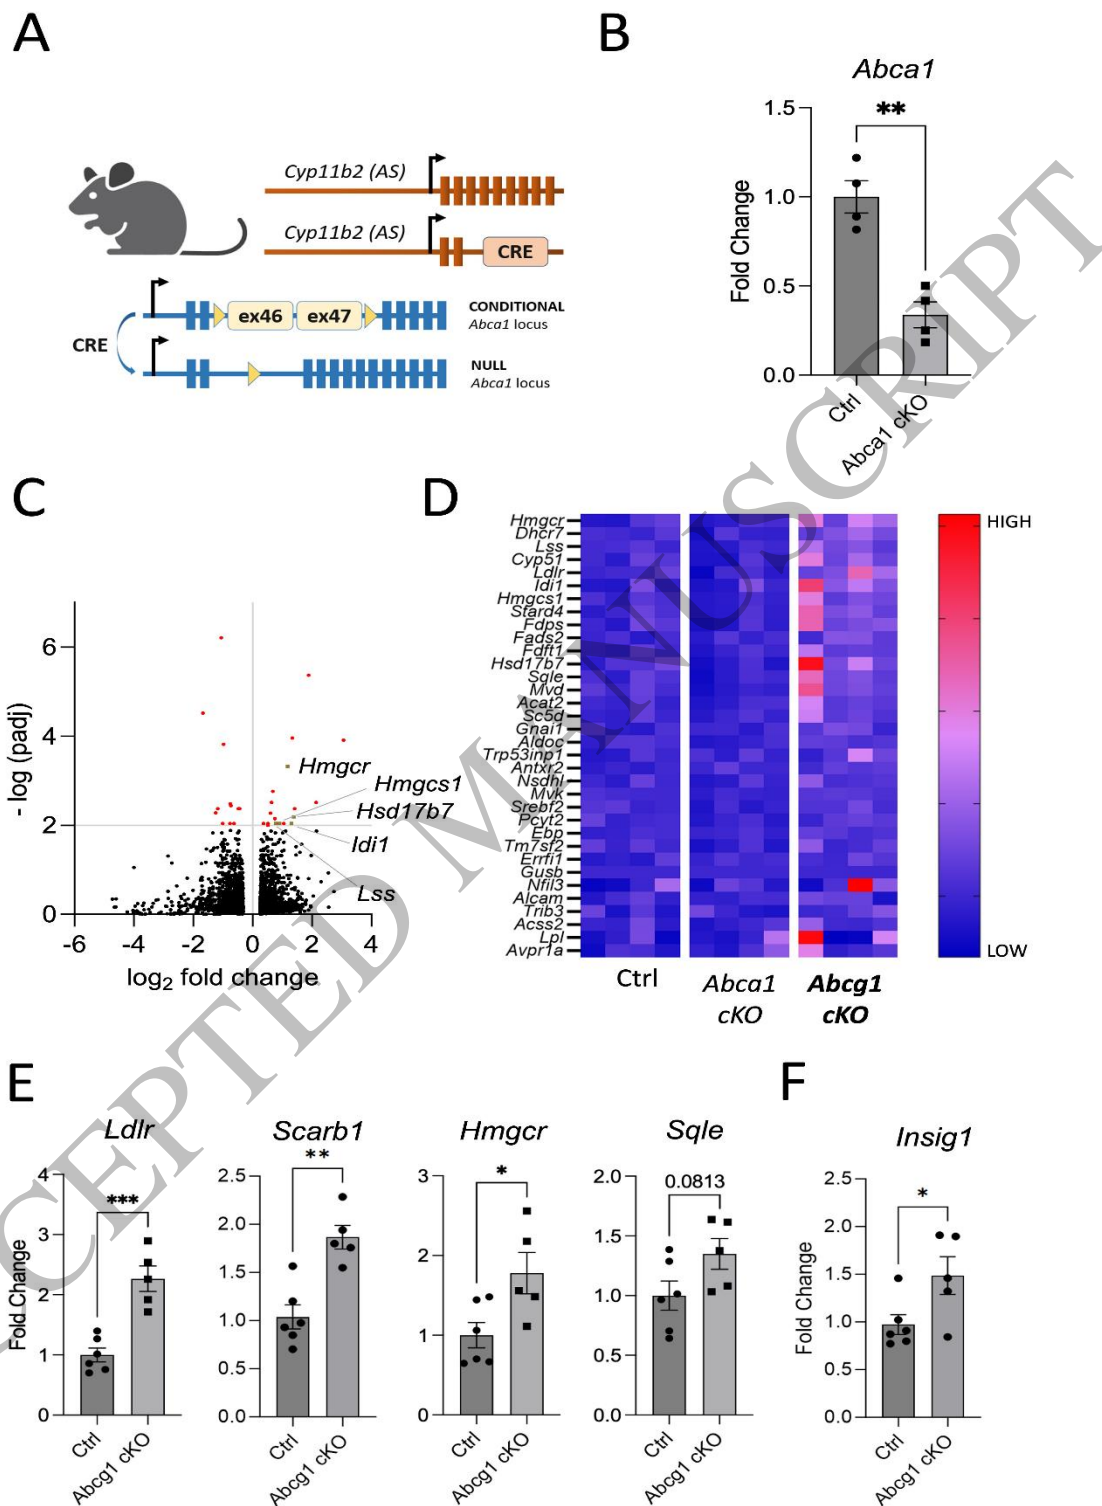 A
Cyp11b2 (AS)
Cyp11b2 (AS)
CRE
ex46
ex47
CONDITIONAL
Abca1 locus
CRE
NULL
Abca1 locus
B
Abca1
**
1.5
1.0
0.5
0.0
Fold Change
Ctrl
Abca1 cKO
C
- log (padj)
6
4
2
0
-6
-4
-2
0
2
4
log2 fold change
Hmgcr
Hmgcs1
Hsd17b7
Idi1
Lss
D
Hmgcr
Dhcr7
Lss
Cyp51
Ldlr
Idi1
Hmgcs1
Stard4
Fdps
Fads2
Fdft1
Hsd17b7
Sqle
Mvd
Acat2
Sc5d
Gnai1
Aldoc
Trp53inp1
Antxr2
Nsdhl
Mvk
Srebf2
Pcyt2
Ebp
Tm7sf2
Errfi1
Gusb
Nfil3
Alcam
Trib3
Acss2
Lpl
Avpr1a
Ctrl
Abca1
cKO
Abcg1
cKO
HIGH
LOW
E
Ldlr
***
4
3
2
1
0
Fold Change
Ctrl
Abcg1 cKO
Scarb1
**
2.5
2.0
1.5
1.0
0.5
0.0
Ctrl
Abcg1 cKO
Hmgcr
*
3
2
1
0
Ctrl
Abcg1 cKO
Sqle
0.0813
2.0
1.5
1.0
0.5
0.0
Ctrl
Abcg1 cKO
F
Insig1
*
2.5
2.0
1.5
1.0
0.5
0.0
Fold Change
Ctrl
Abcg1 cKO
CCEPTED MANUSCRIPT